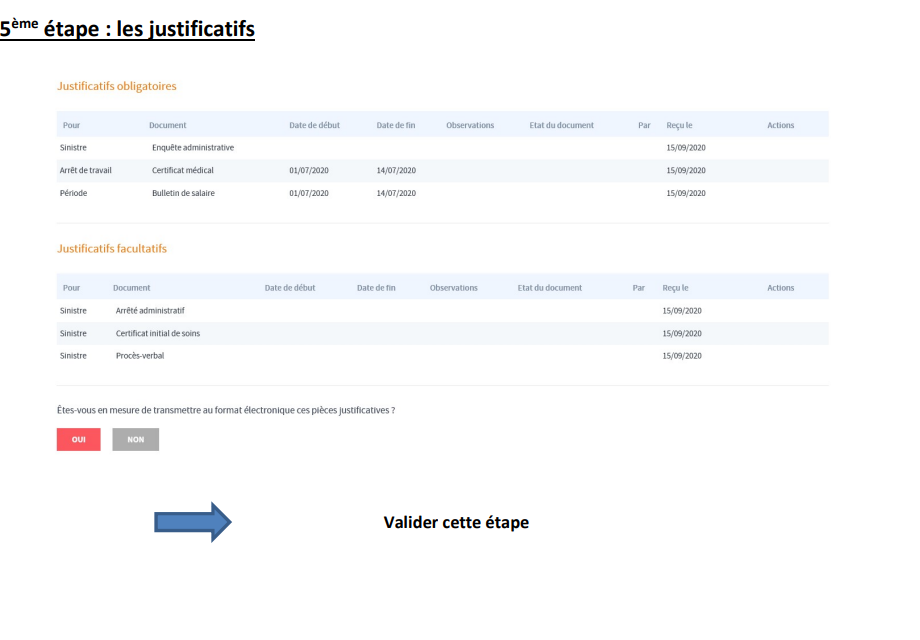 5ème étape : les justificatifs
Justificatifs obligatoires
Pour Document Date de début Date de fin Observations Etat du document Par Reçu le Actions
Sinistre Enquête administrative 15/09/2020
Arrêt de travail Certificat médical 01/07/2020 14/07/2020 15/09/2020
Période Bulletin de salaire 01/07/2020 14/07/2020 15/09/2020
Justificatifs facultatifs
Pour Document Date de début Date de fin Observations Etat du document Par Reçu le Actions
Sinistre Arrêté administratif 15/09/2020
Sinistre Certificat initial de soins 15/09/2020
Sinistre Procès-verbal 15/09/2020
Êtes-vous en mesure de transmettre au format électronique ces pièces justificatives ?
OUI NON
Valider cette étape